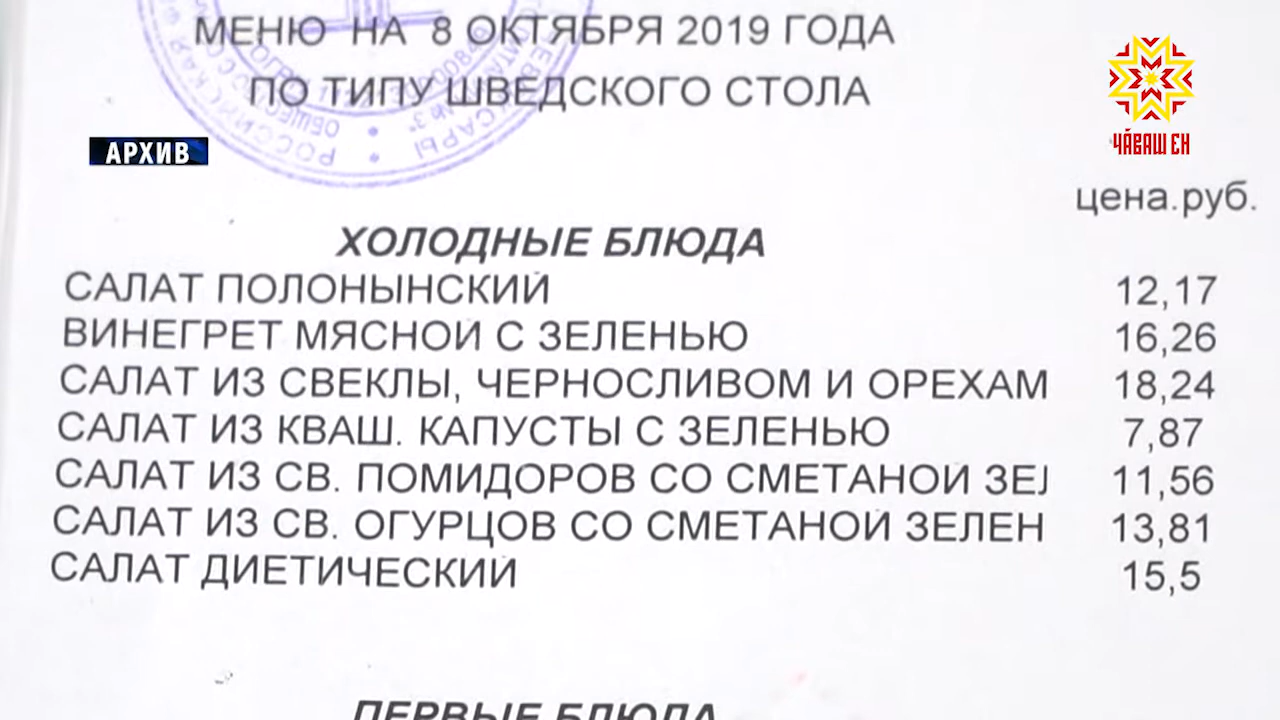 МЕНЮ НА 8 ОКТЯБРЯ 2019 ГОДА
ПО ТИПУ ШВЕДСКОГО СТОЛА
АРХИВ
ЧӐВАШ ЕН
цена.руб.
ХОЛОДНЫЕ БЛЮДА
САЛАТ ПОЛОНЫНСКИЙ 12,17
ВИНЕГРЕТ МЯСНОЙ С ЗЕЛЕНЬЮ 16,26
САЛАТ ИЗ СВЕКЛЫ, ЧЕРНОСЛИВОМ И ОРЕХАМ 18,24
САЛАТ ИЗ КВАШ. КАПУСТЫ С ЗЕЛЕНЬЮ 7,87
САЛАТ ИЗ СВ. ПОМИДОРОВ СО СМЕТАНОЙ ЗЕЛ 11,56
САЛАТ ИЗ СВ. ОГУРЦОВ СО СМЕТАНОЙ ЗЕЛЕН 13,81
САЛАТ ДИЕТИЧЕСКИЙ 15,5
ПЕРВЫЕ БЛЮДА